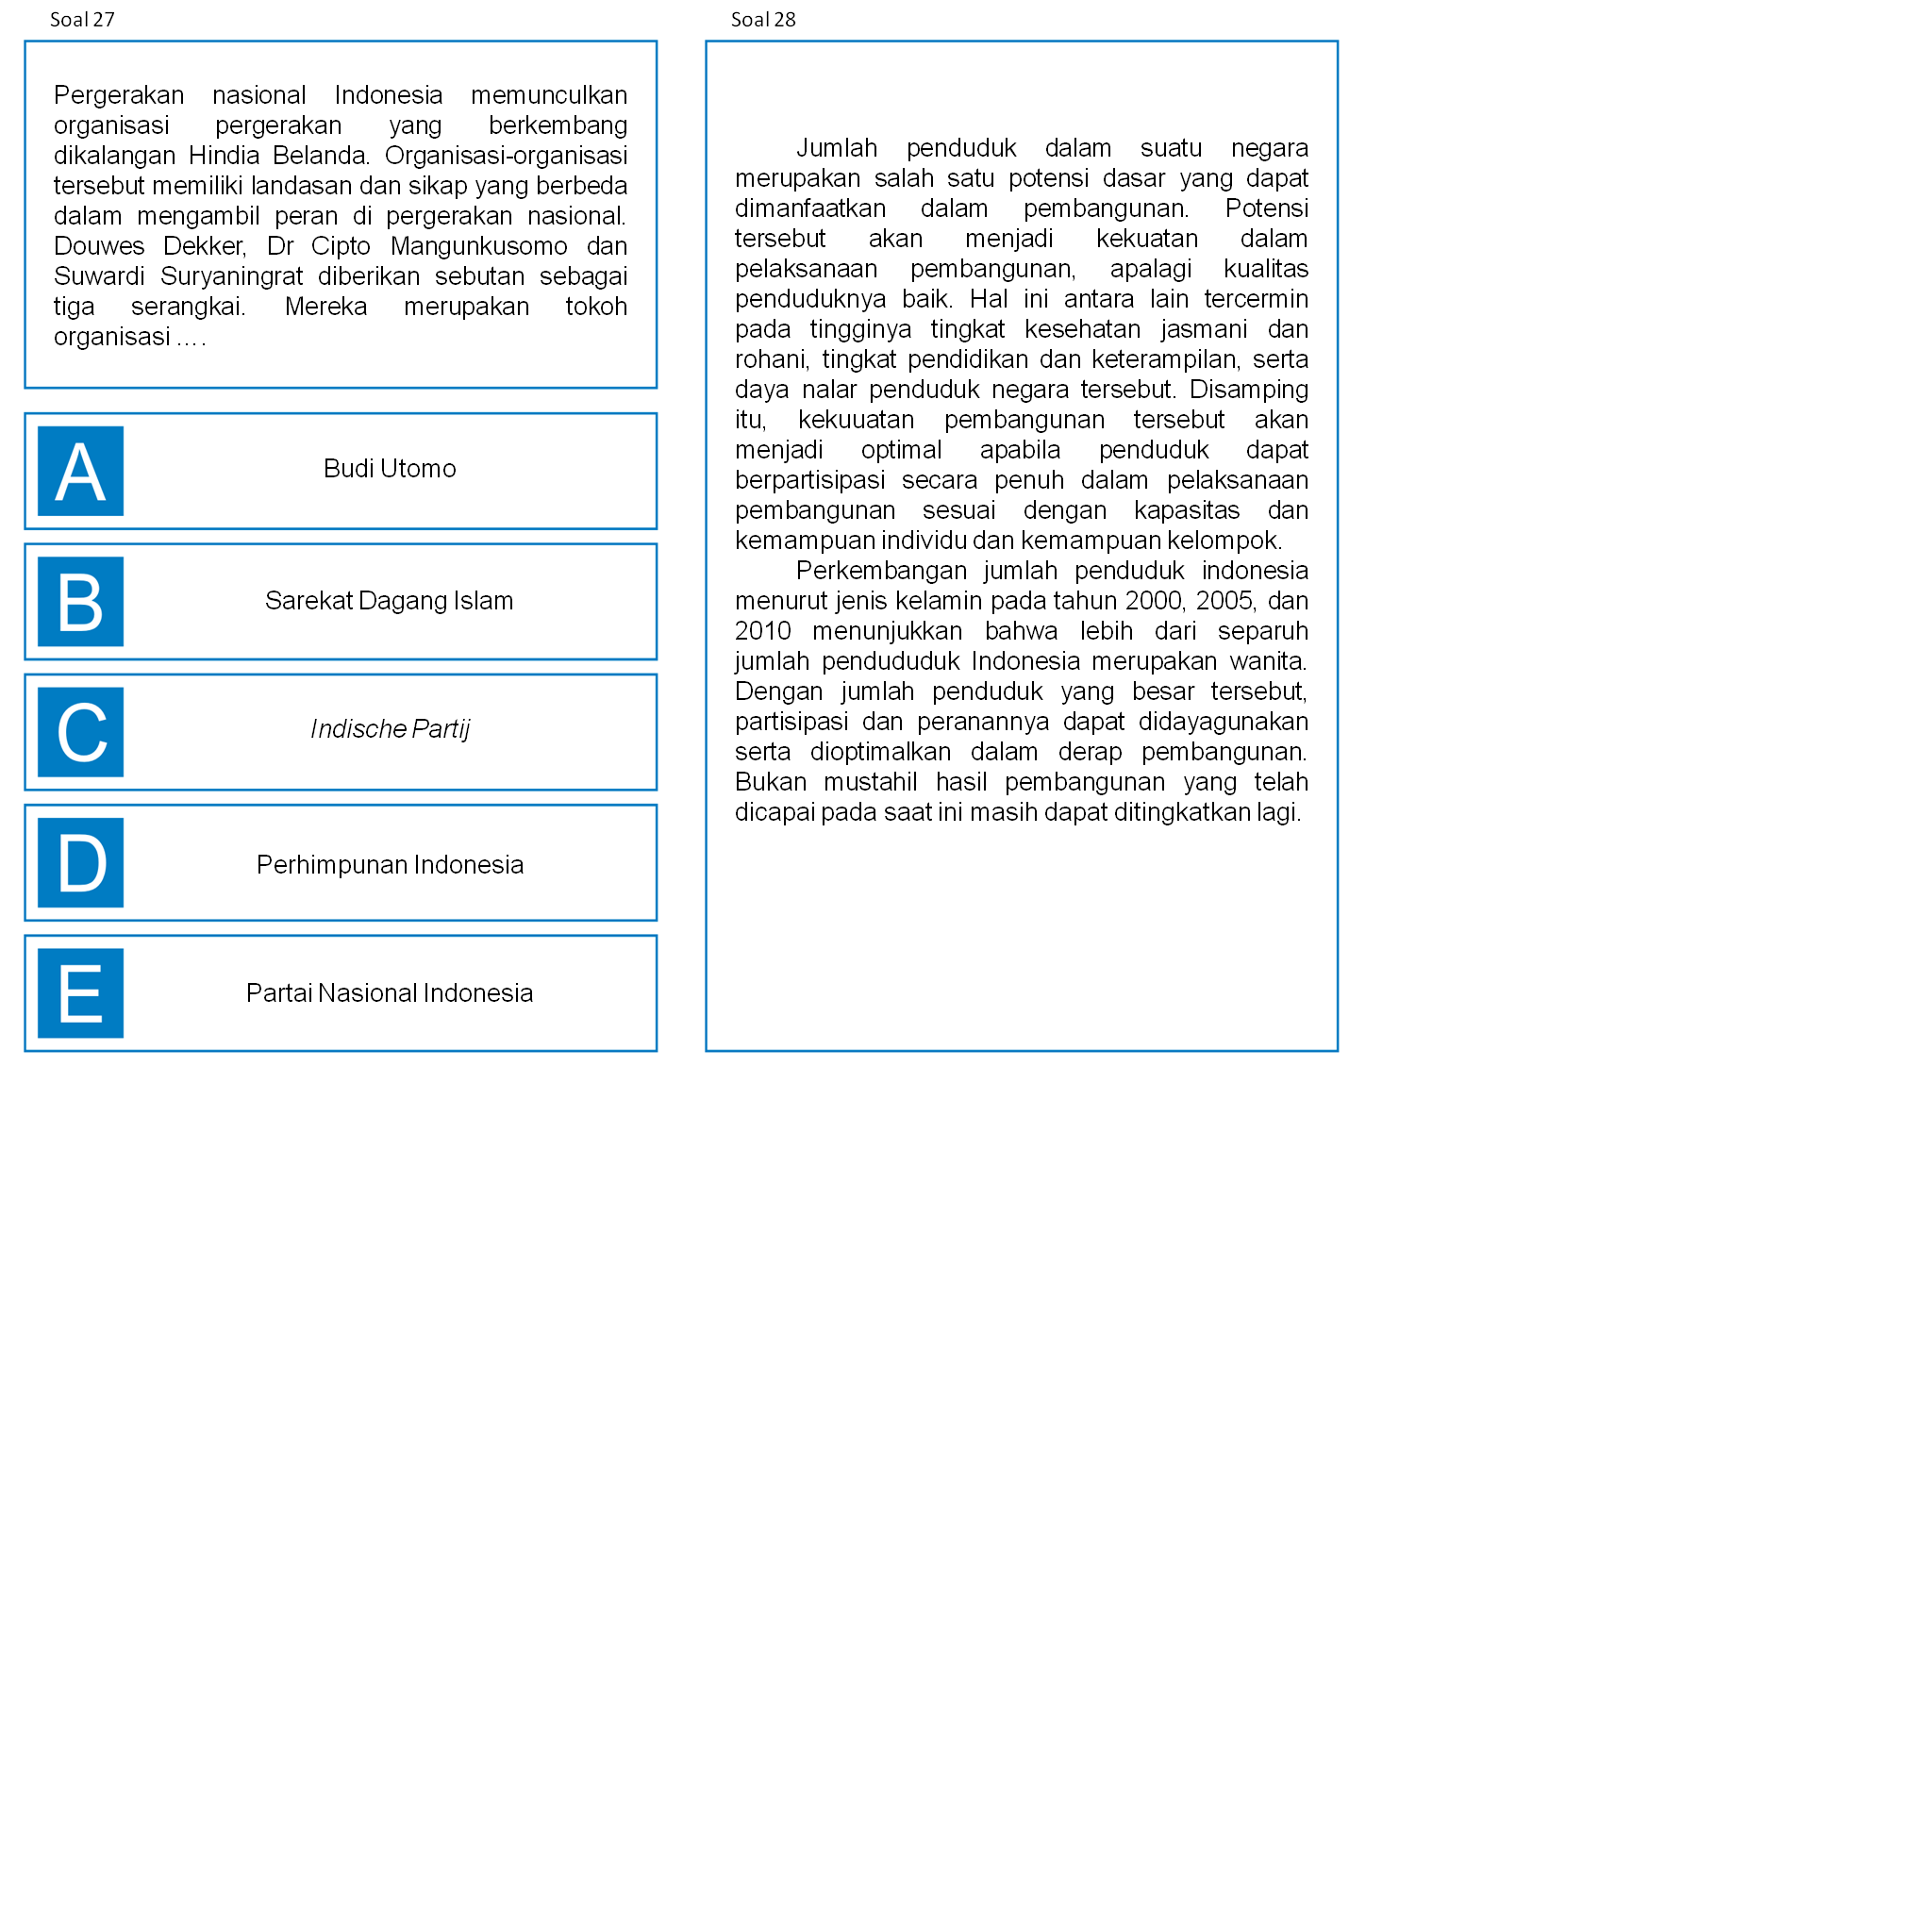 Soal 27
Pergerakan nasional Indonesia memunculkan
organisasi pergerakan yang berkembang
dikalangan Hindia Belanda. Organisasi-organisasi
tersebut memiliki landasan dan sikap yang berbeda
dalam mengambil peran di pergerakan nasional.
Douwes Dekker, Dr Cipto Mangunkusomo dan
Suwardi Suryaningrat diberikan sebutan sebagai
tiga serangkai. Mereka merupakan tokoh
organisasi ....
A
Budi Utomo
B
Sarekat Dagang Islam
C
Indische Partij
D
Perhimpunan Indonesia
E
Partai Nasional Indonesia
Soal 28
Jumlah penduduk dalam suatu negara
merupakan salah satu potensi dasar yang dapat
dimanfaatkan dalam pembangunan. Potensi
tersebut akan menjadi kekuatan dalam
pelaksanaan pembangunan, apalagi kualitas
penduduknya baik. Hal ini antara lain tercermin
pada tingginya tingkat kesehatan jasmani dan
rohani, tingkat pendidikan dan keterampilan, serta
daya nalar penduduk negara tersebut. Disamping
itu, kekuuatan pembangunan tersebut akan
menjadi optimal apabila penduduk dapat
berpartisipasi secara penuh dalam pelaksanaan
pembangunan sesuai dengan kapasitas dan
kemampuan individu dan kemampuan kelompok.
Perkembangan jumlah penduduk indonesia
menurut jenis kelamin pada tahun 2000, 2005, dan
2010 menunjukkan bahwa lebih dari separuh
jumlah pendududuk Indonesia merupakan wanita.
Dengan jumlah penduduk yang besar tersebut,
partisipasi dan peranannya dapat didayagunakan
serta dioptimalkan dalam derap pembangunan.
Bukan mustahil hasil pembangunan yang telah
dicapai pada saat ini masih dapat ditingkatkan lagi.